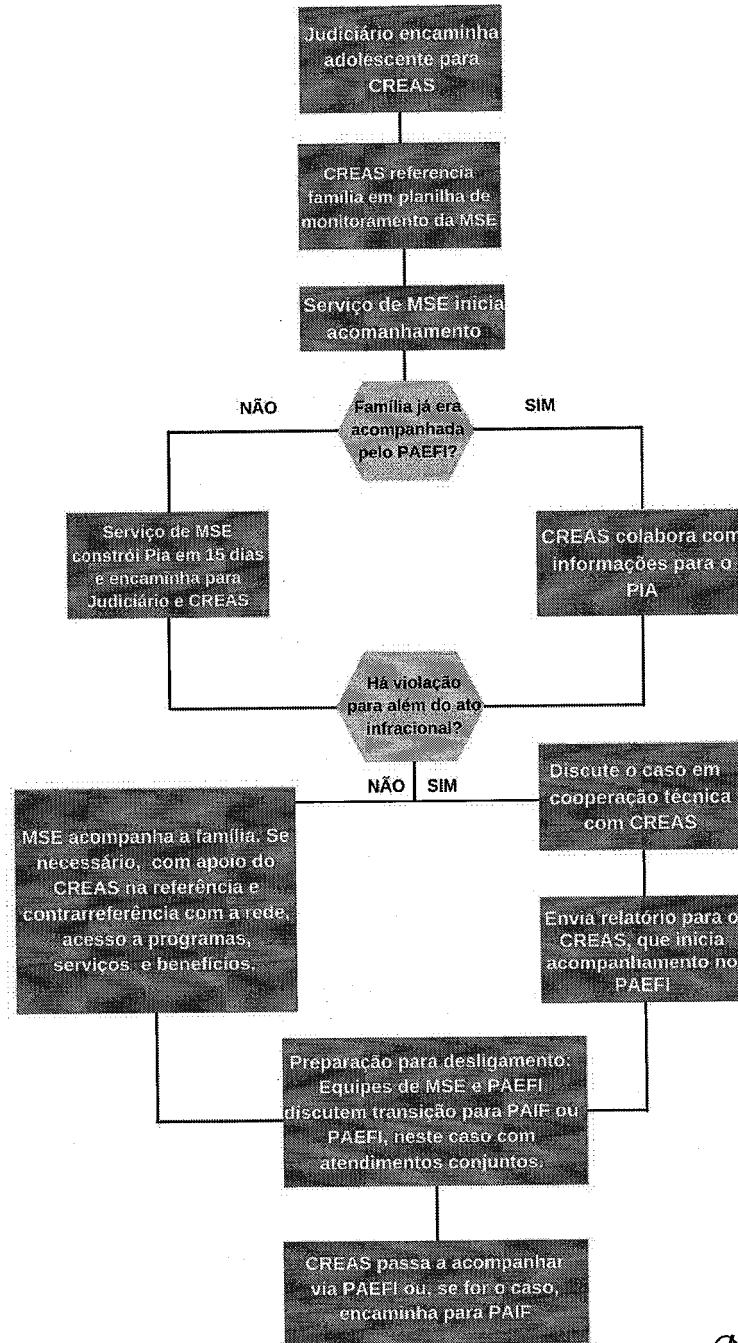 Judiciário encaminha
adolescente para
CREAS
CREAS referencia
família em planilha de
monitoramento da MSE
Serviço de MSE inicia
acomanhamento
NÃO
Família já era
acompanhada
pelo PAEFI?
SIM
Serviço de MSE
constrói Pia em 15 dias
e encaminha para
Judiciário e CREAS
CREAS colabora com
informações para o
PIA
Há violação
para além do ato
infracional?
NÃO
SIM
MSE acompanha a família. Se
necessário, com apoio do
CREAS na referência e
contrarreferência com a rede,
acesso a programas,
serviços e benefícios.
Discute o caso em
cooperação técnica
com CREAS
Envia relatório para o
CREAS, que inicia
acompanhamento no
PAEFI
Preparação para desligamento:
Equipes de MSE e PAEFI
discutem transição para PAIF ou
PAEFI, neste caso com
atendimentos conjuntos.
CREAS passa a acompanhar
via PAEFI ou, se for o caso,
encaminha para PAIF